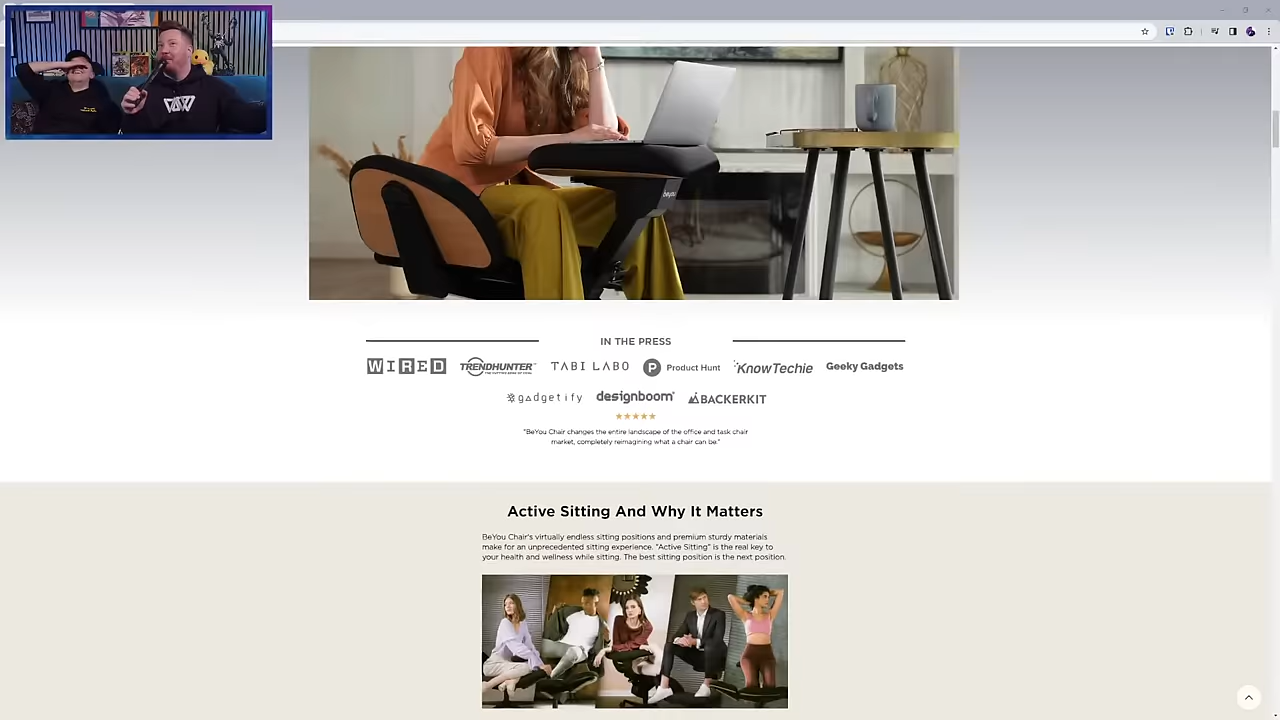 IN THE PRESS
WIRED TRENDHUNTER TABI LABO P Product Hunt KnowTechie Geeky Gadgets
gadgetify designboom BACKERKIT
"BeYou Chair changes the entire landscape of the office and task chair
market, completely reimagining what a chair can be."
Active Sitting And Why It Matters
BeYou Chair's virtually endless sitting positions and premium sturdy materials
make for an unprecedented sitting experience. "Active Sitting" is the real key to
your health and wellness while sitting. The best sitting position is the next position.